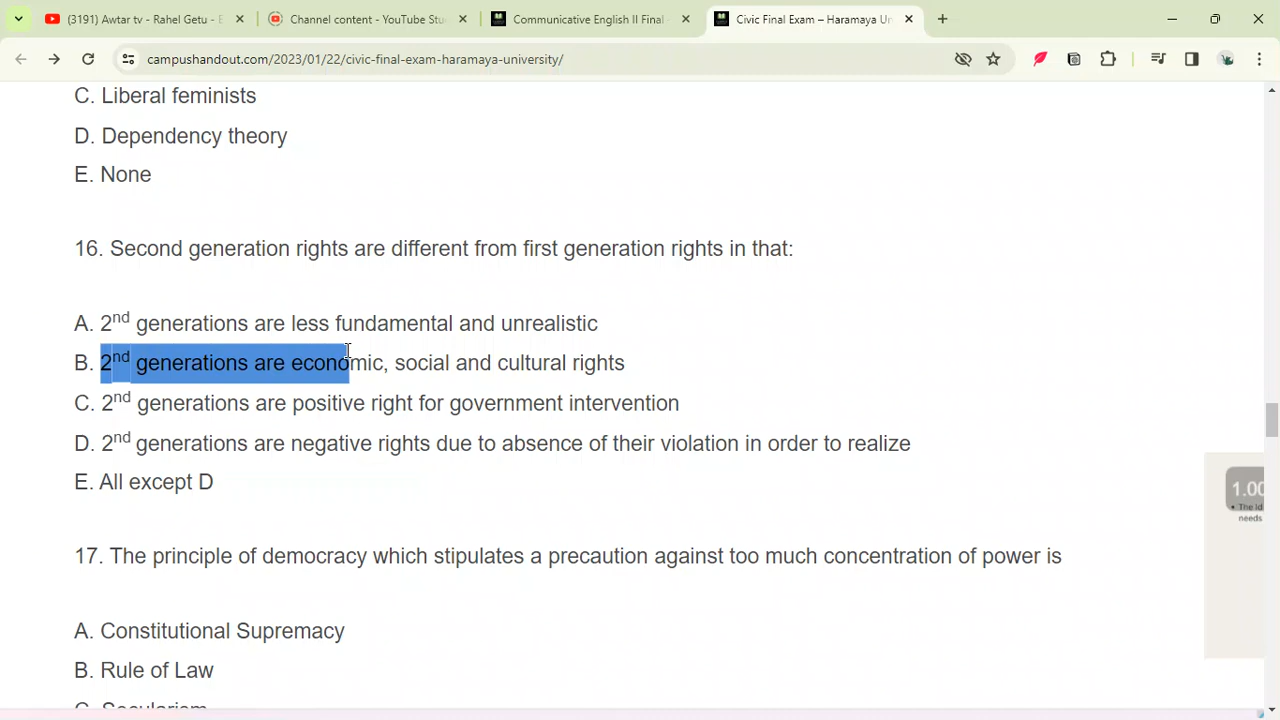 (3191) Awtar tv - Rahel Getu - E
Channel content - YouTube Stu
Communicative English II Final
Civic Final Exam – Haramaya Un
campushandout.com/2023/01/22/civic-final-exam-haramaya-university/
C. Liberal feminists
D. Dependency theory
E. None
16. Second generation rights are different from first generation rights in that:
A. 2nd generations are less fundamental and unrealistic
B. 2nd generations are economic, social and cultural rights
C. 2nd generations are positive right for government intervention
D. 2nd generations are negative rights due to absence of their violation in order to realize
E. All except D
1.00
• The Id
needs
17. The principle of democracy which stipulates a precaution against too much concentration of power is
A. Constitutional Supremacy
B. Rule of Law
C. Secularism